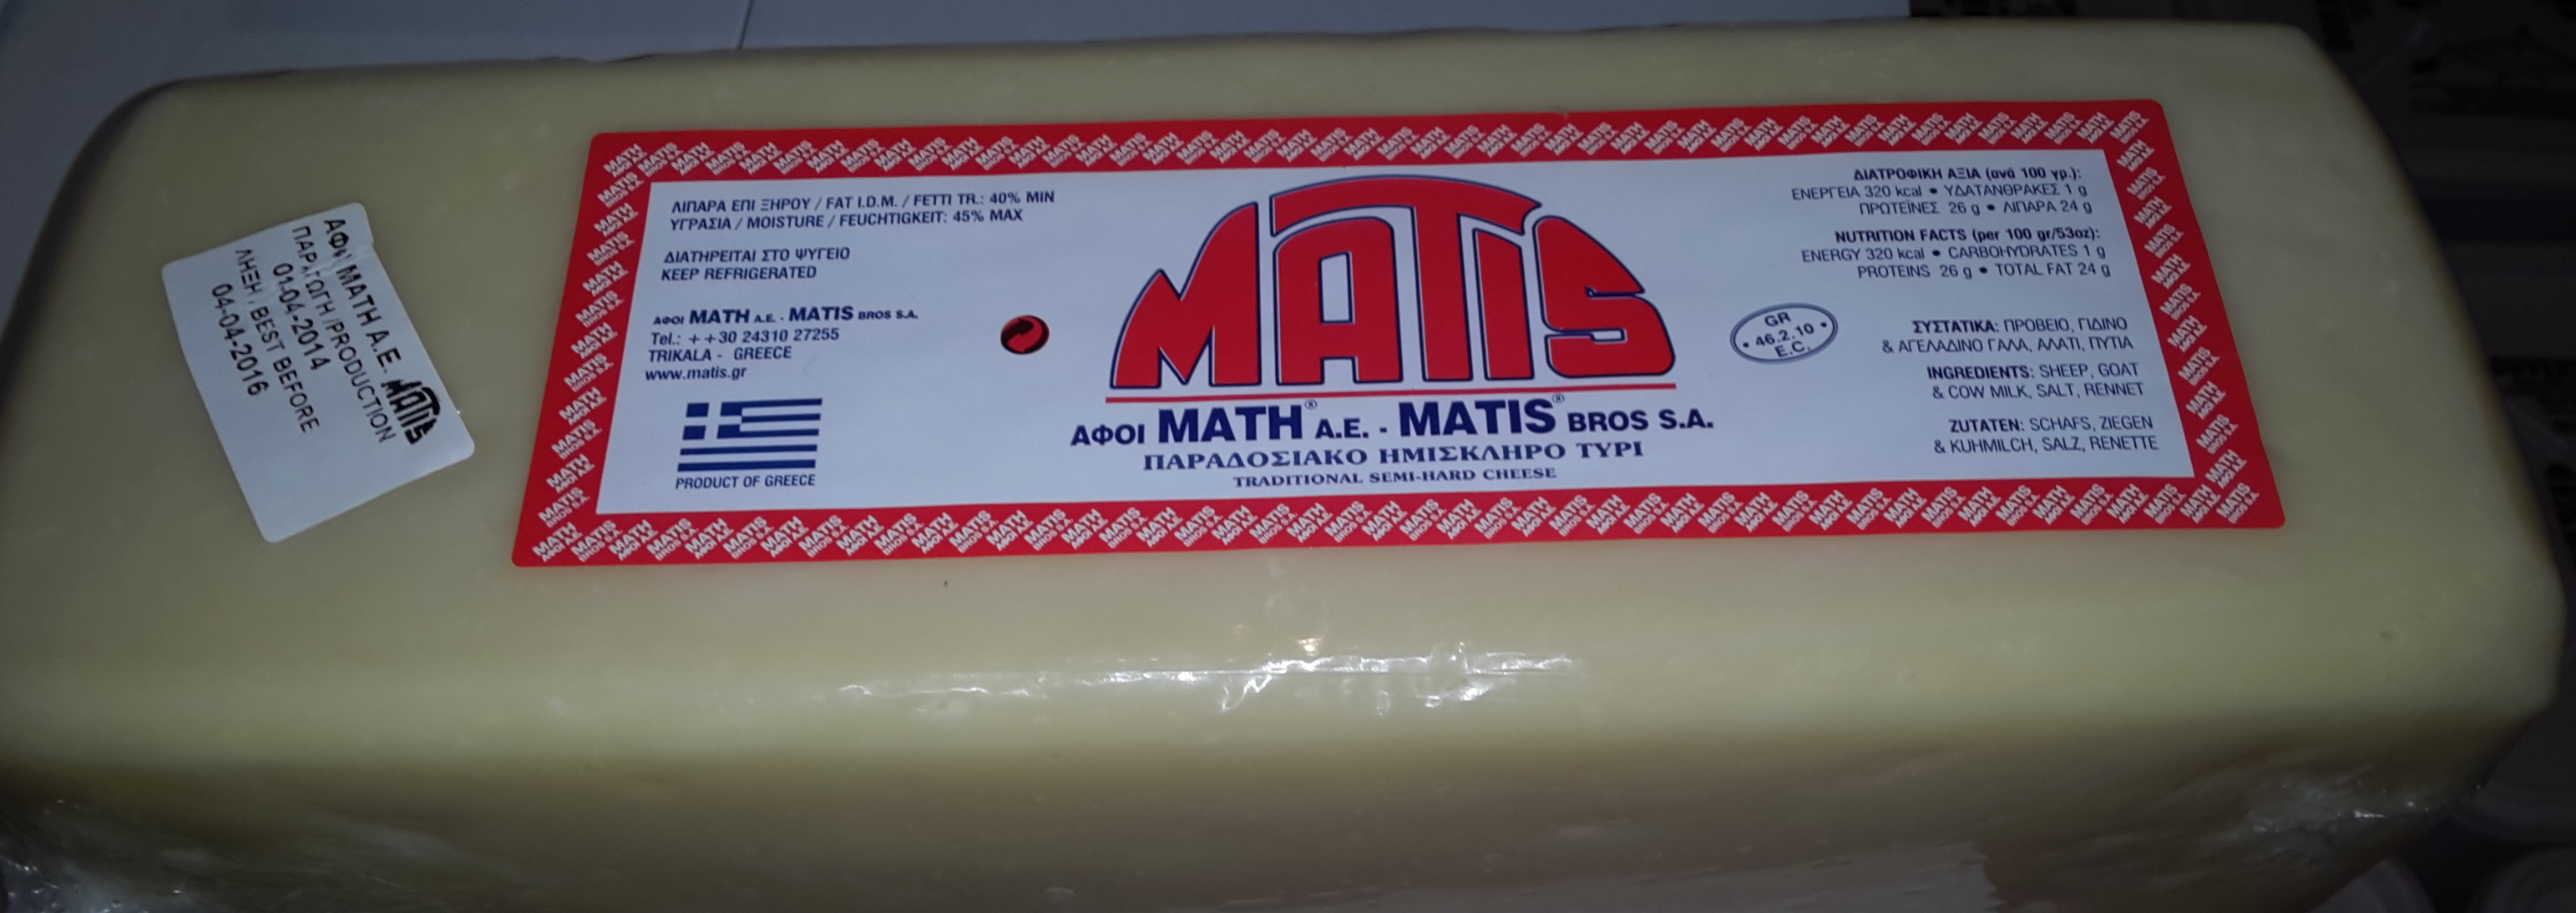 ΑΦΟΙ ΜΑΤΗ Α.Ε. MATIS
ΠΑΡΑΓΩΓΗ /PRODUCTION
01-04-2014
ΛΗΞΗ / BEST BEFORE
04-04-2016
ΛΙΠΑΡΑ ΕΠΙ ΞΗΡΟΥ / FAT I.D.M. / FETTI TR.: 40% MIN
ΥΓΡΑΣΙΑ / MOISTURE / FEUCHTIGKEIT: 45% MAX
ΔΙΑΤΗΡΕΙΤΑΙ ΣΤΟ ΨΥΓΕΙΟ
KEEP REFRIGERATED
ΑΦΟΙ ΜΑΤΗ Α.Ε. - MATIS BROS S.A.
Tel.: ++30 24310 27255
TRIKALA - GREECE
www.matis.gr
PRODUCT OF GREECE
MATIS
ΑΦΟΙ ΜΑΤΗ® Α.Ε. - MATIS® BROS S.A.
ΠΑΡΑΔΟΣΙΑΚΟ ΗΜΙΣΚΛΗΡΟ ΤΥΡΙ
TRADITIONAL SEMI-HARD CHEESE
ΔΙΑΤΡΟΦΙΚΗ ΑΞΙΑ (ανά 100 γρ.):
ΕΝΕΡΓΕΙΑ 320 kcal • ΥΔΑΤΑΝΘΡΑΚΕΣ 1 g
ΠΡΩΤΕΪΝΕΣ 26 g • ΛΙΠΑΡΑ 24 g
NUTRITION FACTS (per 100 gr/53oz):
ENERGY 320 kcal • CARBOHYDRATES 1 g
PROTEINS 26 g • TOTAL FAT 24 g
GR
• 46.2.10 •
E.C.
ΣΥΣΤΑΤΙΚΑ: ΠΡΟΒΕΙΟ, ΓΙΔΙΝΟ
& ΑΓΕΛΑΔΙΝΟ ΓΑΛΑ, ΑΛΑΤΙ, ΠΥΤΙΑ
INGREDIENTS: SHEEP, GOAT
& COW MILK, SALT, RENNET
ZUTATEN: SCHAFS, ZIEGEN
& KUHMILCH, SALZ, RENETTE